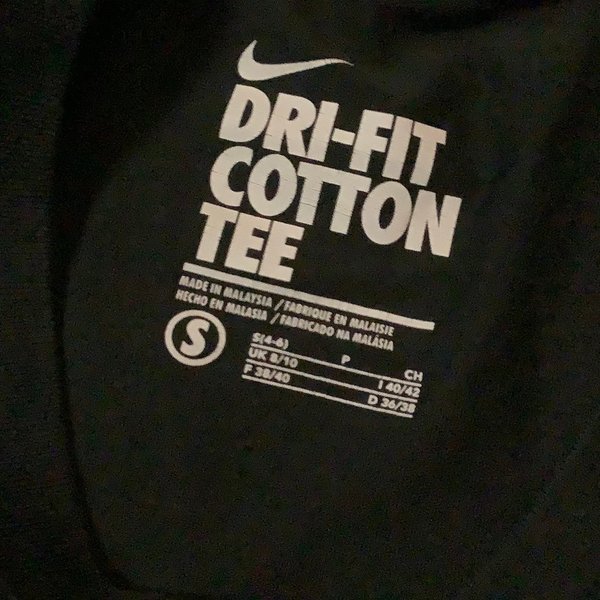 DRI-FIT
COTTON
TEE
MADE IN MALAYSIA / FABRIQUE EN MALAISIE
HECHO EN MALASIA / FABRICADO NA MALÁSIA
S
S(4-6) P CH
UK 8/10 I 40/42
F 38/40 D 36/38